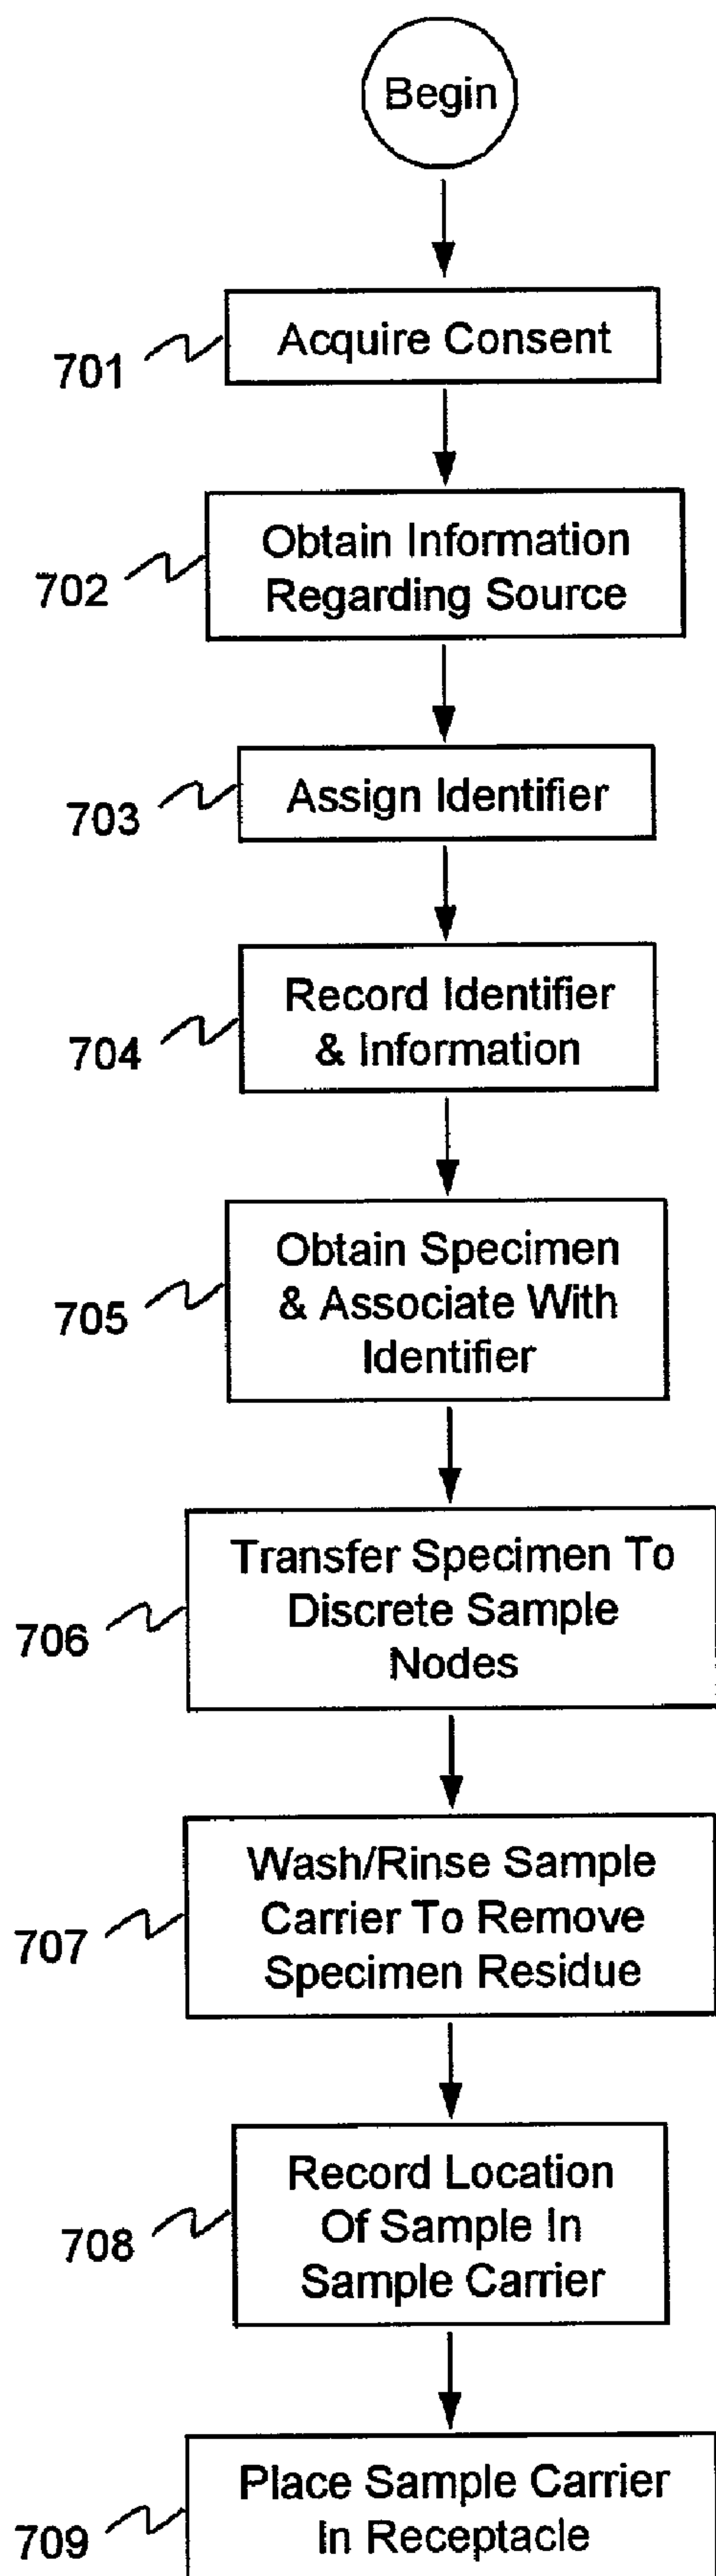 Begin
701
Acquire Consent
702
Obtain Information
Regarding Source
703
Assign Identifier
704
Record Identifier
& Information
705
Obtain Specimen
& Associate With
Identifier
706
Transfer Specimen To
Discrete Sample
Nodes
707
Wash/Rinse Sample
Carrier To Remove
Specimen Residue
708
Record Location
Of Sample In
Sample Carrier
709
Place Sample Carrier
In Receptacle